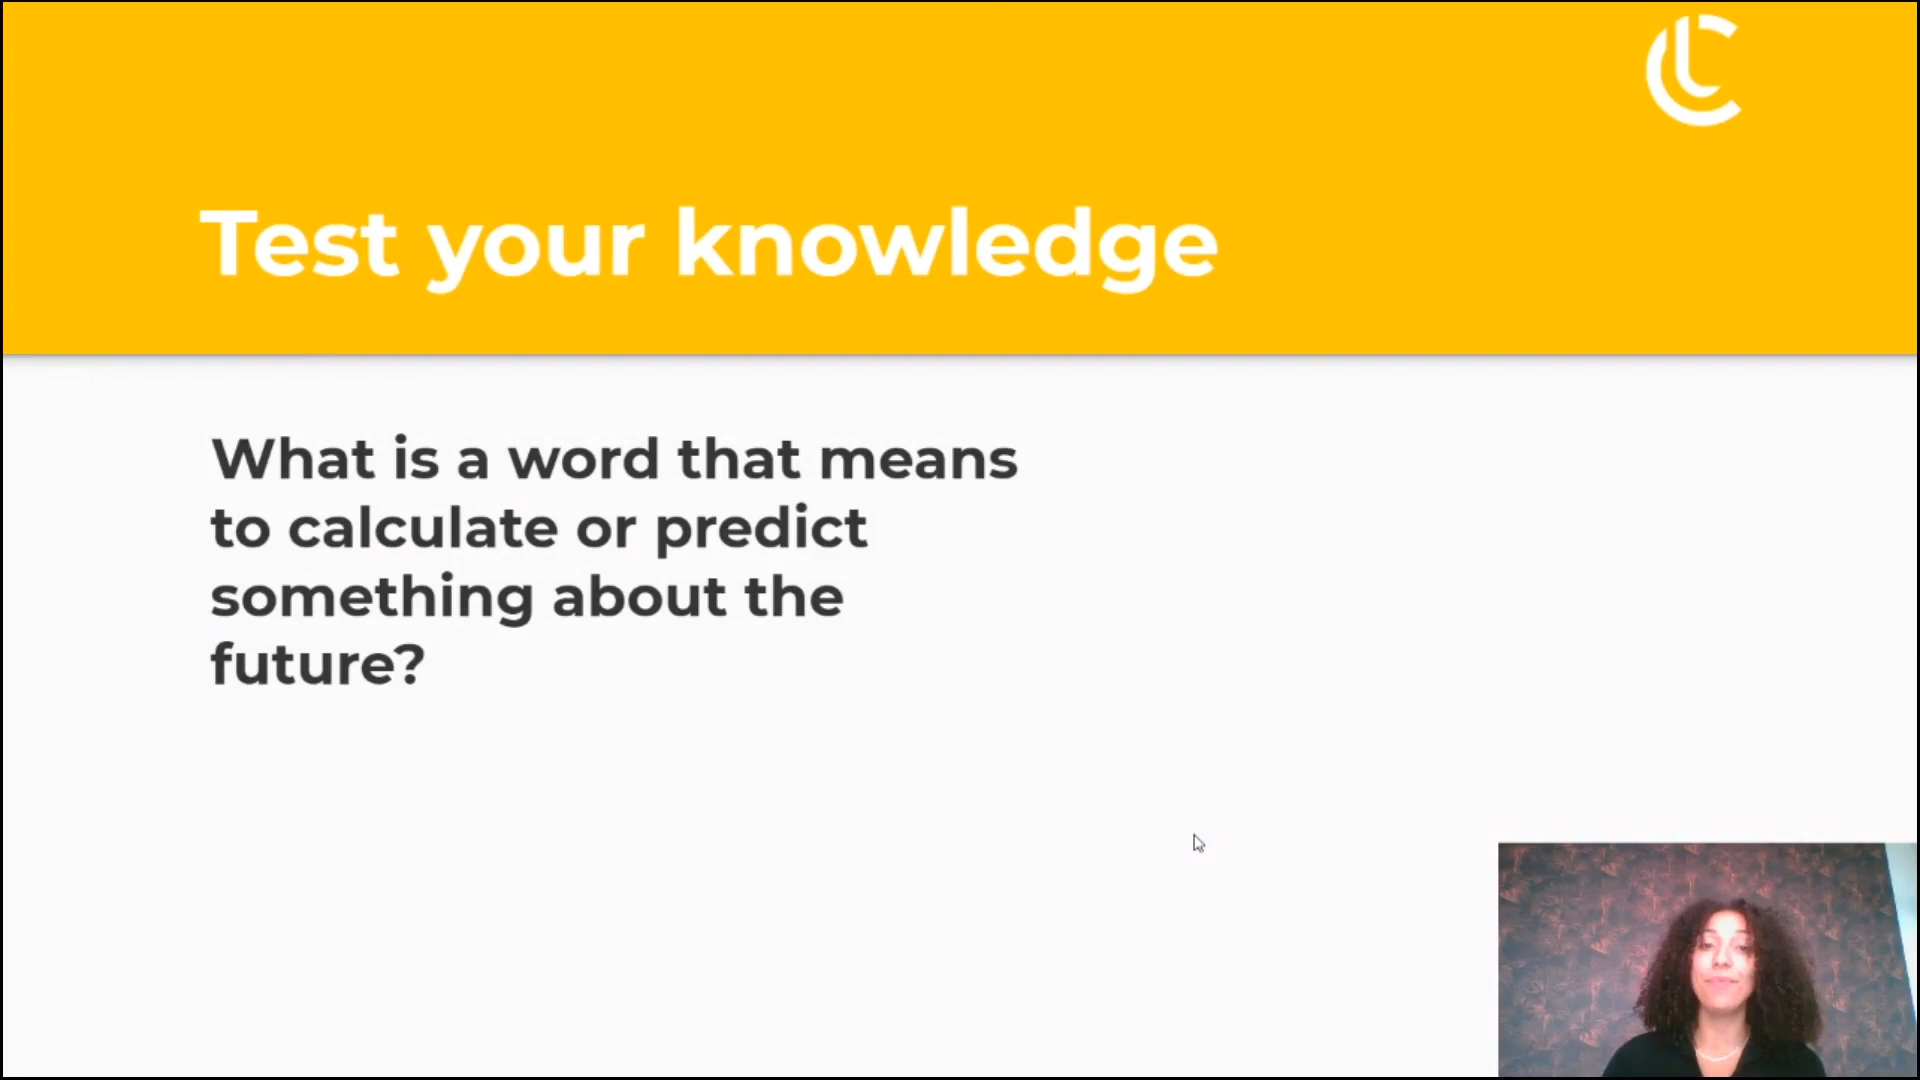 Test your knowledge
What is a word that means
to calculate or predict
something about the
future?